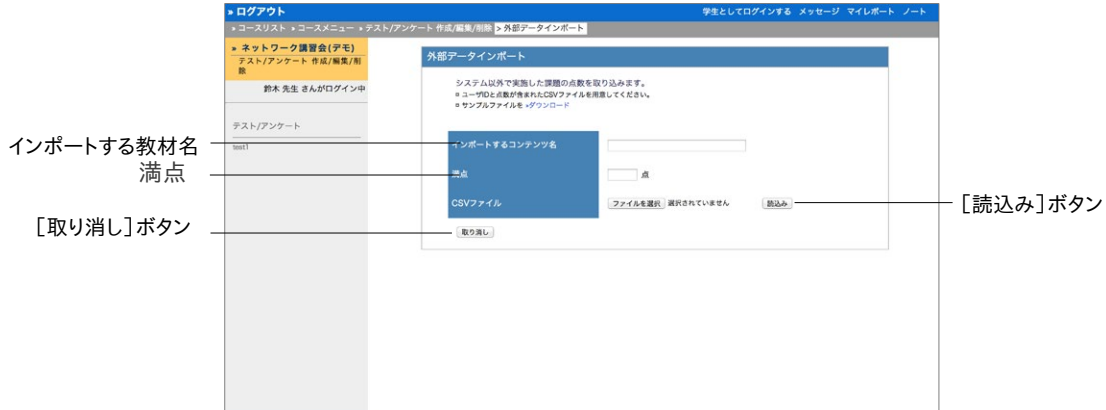 » ログアウト
学生としてログインする メッセージ マイレポート ノート
» コースリスト » コースメニュー » テスト/アンケート 作成/編集/削除 > 外部データインポート
» ネットワーク講習会(デモ)
テスト/アンケート 作成/編集/削
除
鈴木 先生 さんがログイン中
テスト/アンケート
test1
外部データインポート
システム以外で実施した課題の点数を取り込みます。
ユーザIDと点数が含まれたCSVファイルを用意してください。
サンプルファイルを »ダウンロード
インポートする教材名
インポートするコンテンツ名
満点
満点
点
CSVファイル
ファイルを選択 選択されていません
読込み
[読込み]ボタン
[取り消し]ボタン
取り消し